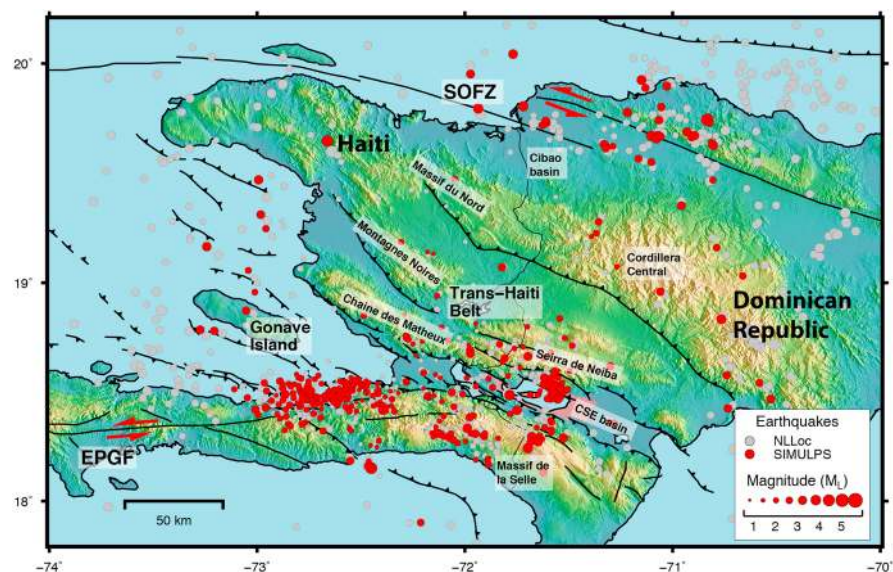 20°
19°
18°
−74°
−73°
−72°
−71°
−70°
SOFZ
Haiti
Cibao
basin
Massif du Nord
Montagnes Noires
Cordillera
Central
Trans−Haiti
Belt
Dominican
Republic
Chaine des Matheux
Gonave
Island
Seirra de Neiba
CSE basin
EPGF
Massif de
la Selle
50 km
Earthquakes
NLLoc
SIMULPS
Magnitude (M_L)
1 2 3 4 5